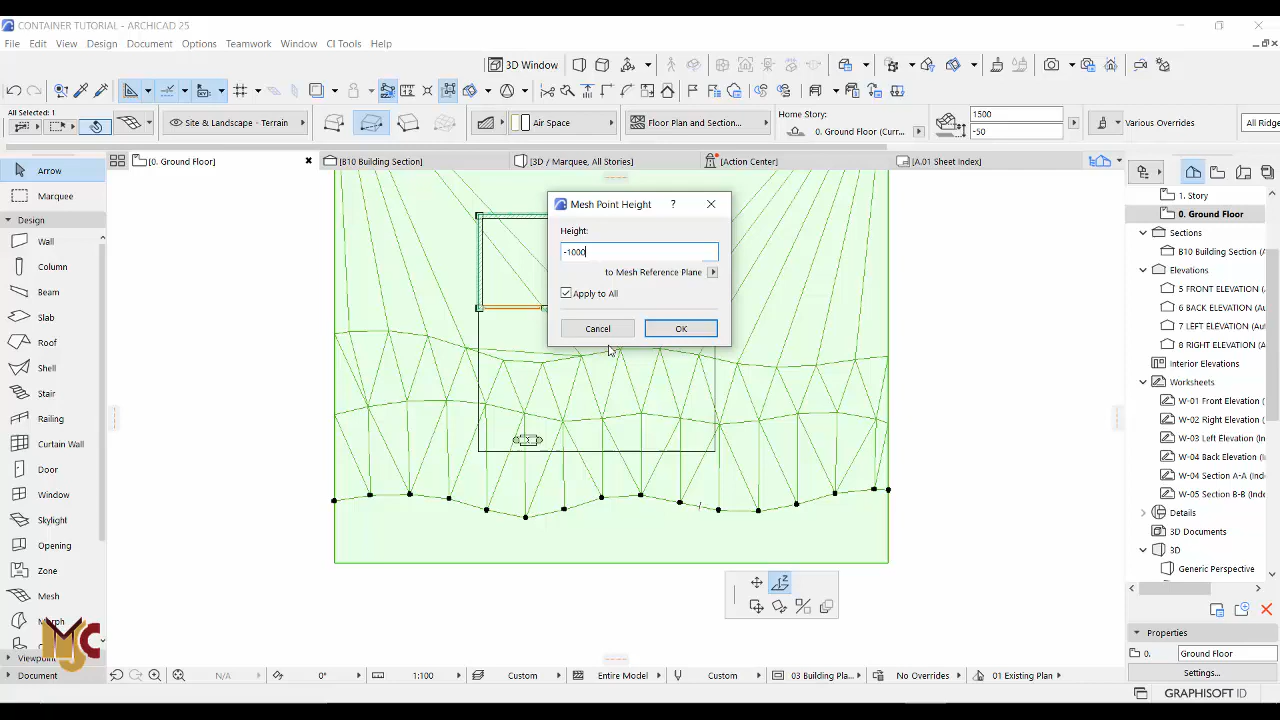 CONTAINER TUTORIAL - ARCHICAD 25
File Edit View Design Document Options Teamwork Window CI Tools Help
3D Window
All Selected: 1
Site & Landscape - Terrain
Air Space
Floor Plan and Section...
Home Story:
0. Ground Floor (Curr...
1500
-50
Various Overrides
All Ridge
[0. Ground Floor]
[B10 Building Section]
[3D / Marquee, All Stories]
[Action Center]
[A.01 Sheet Index]
Arrow
Marquee
Design
Wall
Column
Beam
Slab
Roof
Shell
Stair
Railing
Curtain Wall
Door
Window
Skylight
Opening
Zone
Mesh
Morph
Viewpoint
Document
MJC
Mesh Point Height
?
Height:
-1000
to Mesh Reference Plane
Apply to All
Cancel
OK
1. Story
0. Ground Floor
Sections
B10 Building Section (A
Elevations
5 FRONT ELEVATION (
6 BACK ELEVATION (A
7 LEFT ELEVATION (Au
8 RIGHT ELEVATION (A
Interior Elevations
Worksheets
W-01 Front Elevation (
W-02 Right Elevation (
W-03 Left Elevation (In
W-04 Back Elevation (
W-04 Section A-A (Inde
W-05 Section B-B (Ind
Details
3D Documents
3D
Generic Perspective
Properties
0.
Ground Floor
Settings...
N/A
0°
1:100
Custom
Entire Model
Custom
03 Building Pla...
No Overrides
01 Existing Plan
GRAPHISOFT ID